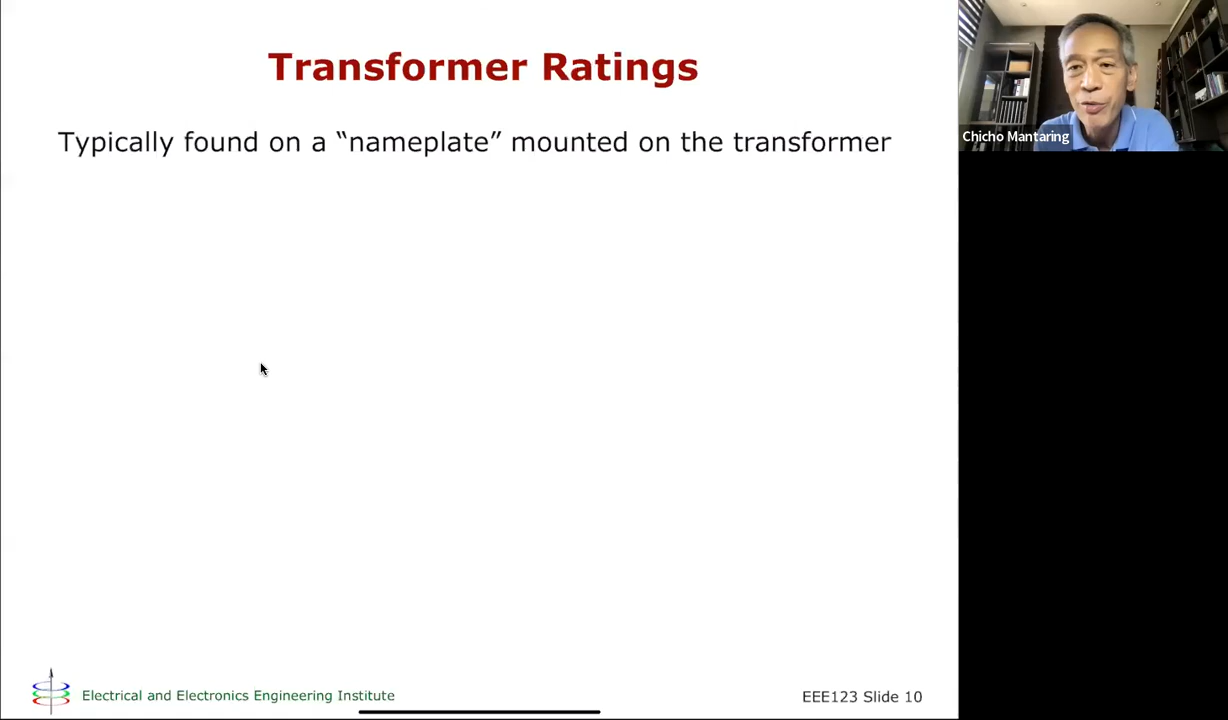 Transformer Ratings
Typically found on a “nameplate” mounted on the transformer
Chicho Mantaring
Electrical and Electronics Engineering Institute
EEE123 Slide 10